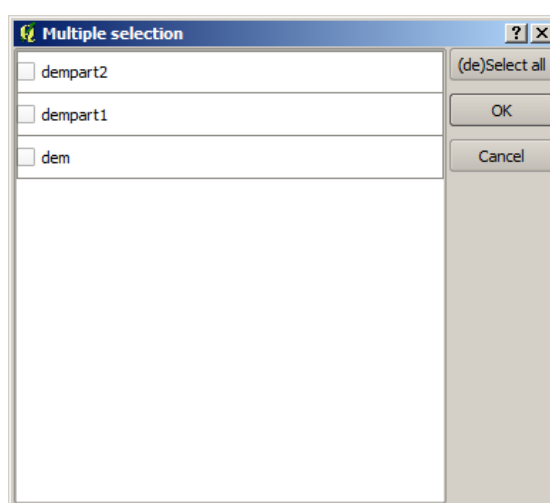 Multiple selection
dempart2
dempart1
dem
(de)Select all
OK
Cancel